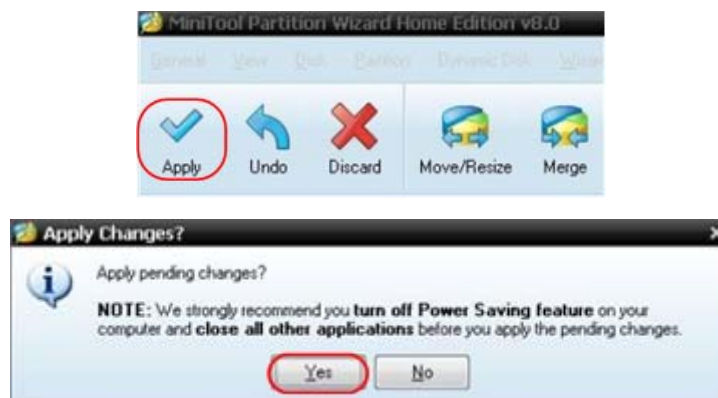 MiniTool Partition Wizard Home Edition v8.0
General View Disk Partition Dynamic Disk
Apply Undo Discard Move/Resize Merge
Apply Changes?
Apply pending changes?
NOTE: We strongly recommend you turn off Power Saving feature on your
computer and close all other applications before you apply the pending changes.
Yes No